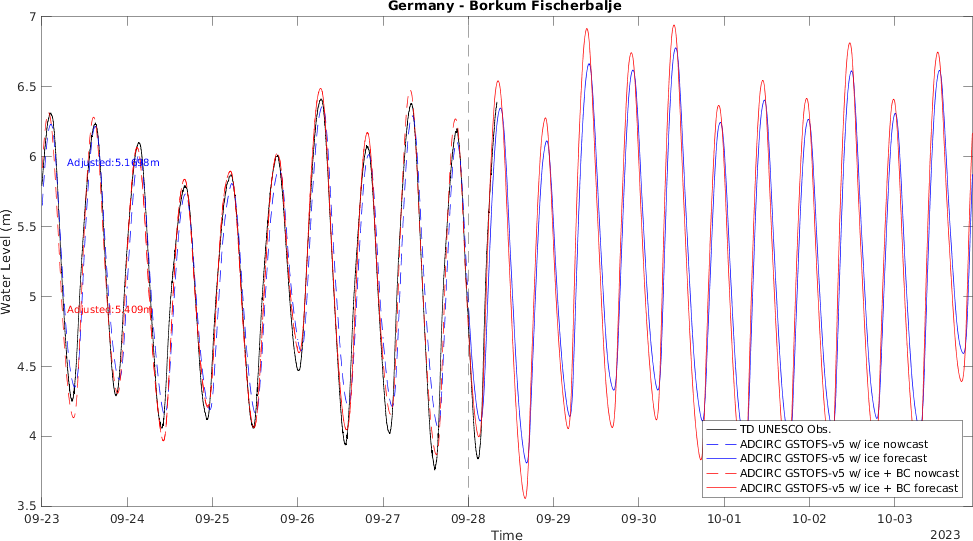 Germany - Borkum Fischerbalje
7
6.5
6
5.5
5
4.5
4
3.5
Water Level (m)
Adjusted:5.1698m
Adjusted:5.409m
TD UNESCO Obs.
ADCIRC GSTOFS-v5 w/ ice nowcast
ADCIRC GSTOFS-v5 w/ ice forecast
ADCIRC GSTOFS-v5 w/ ice + BC nowcast
ADCIRC GSTOFS-v5 w/ ice + BC forecast
09-23 09-24 09-25 09-26 09-27 09-28 09-29 09-30 10-01 10-02 10-03
Time
2023